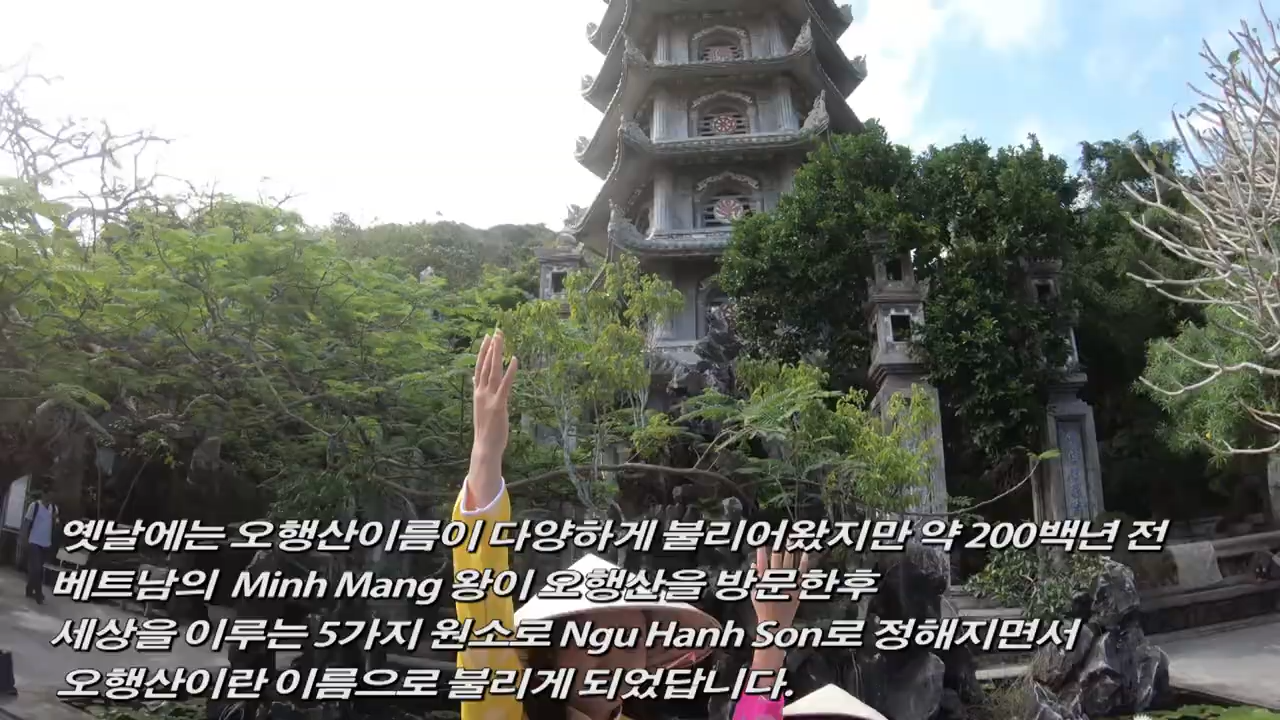 옛날에는 오행산이름이 다양하게 불리어왔지만 약 200백년 전
베트남의 Minh Mang 왕이 오행산을 방문한후
세상을 이루는 5가지 원소로 Ngu Hanh Son로 정해지면서
오행산이란 이름으로 불리게 되었답니다.